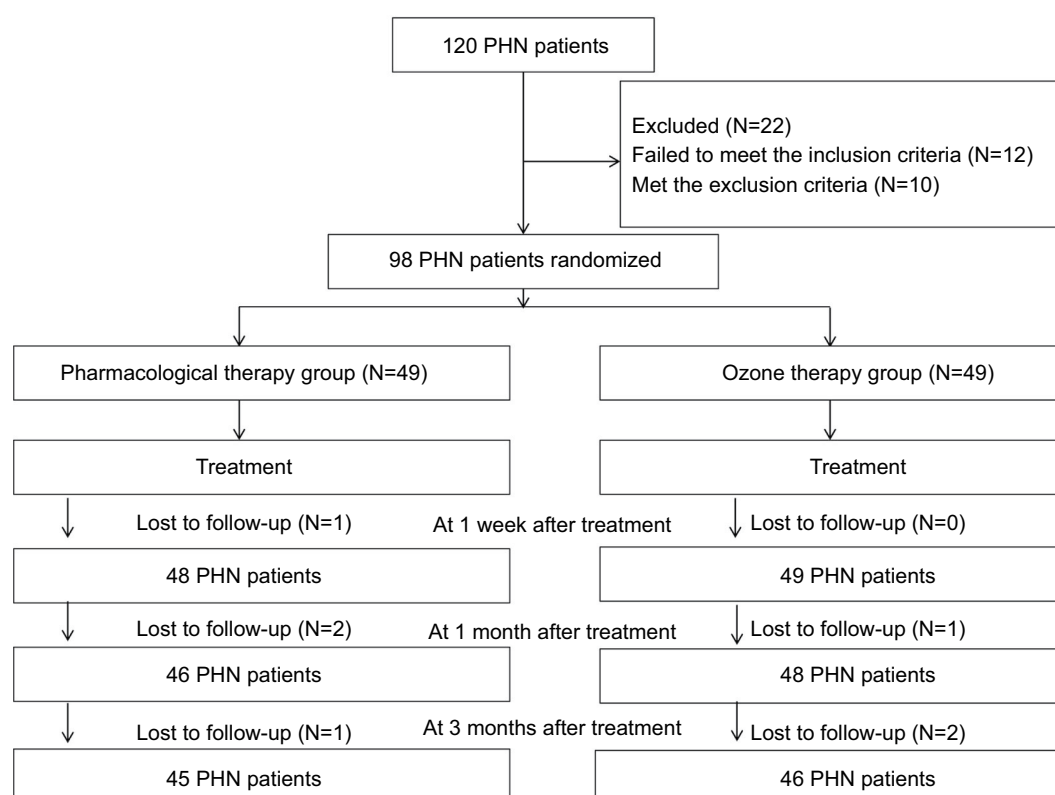 120 PHN patients
Excluded (N=22)
Failed to meet the inclusion criteria (N=12)
Met the exclusion criteria (N=10)
98 PHN patients randomized
Pharmacological therapy group (N=49)
Ozone therapy group (N=49)
Treatment
Treatment
Lost to follow-up (N=1)
At 1 week after treatment
Lost to follow-up (N=0)
48 PHN patients
49 PHN patients
Lost to follow-up (N=2)
At 1 month after treatment
Lost to follow-up (N=1)
46 PHN patients
48 PHN patients
Lost to follow-up (N=1)
At 3 months after treatment
Lost to follow-up (N=2)
45 PHN patients
46 PHN patients